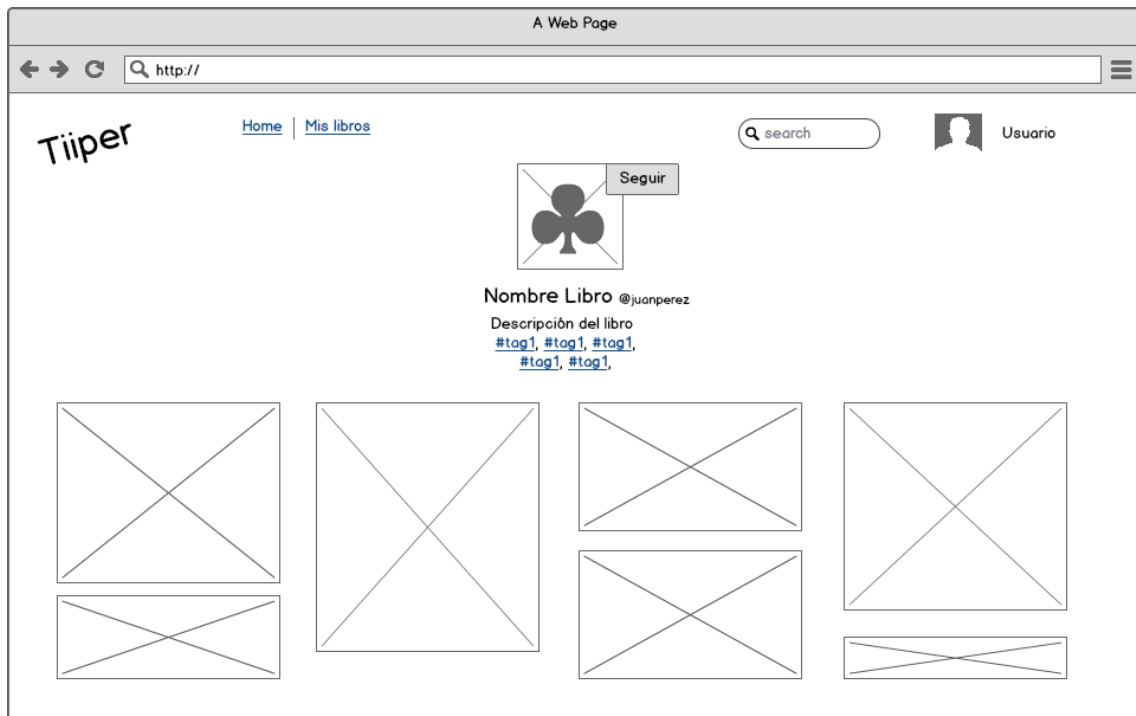 A Web Page
http://
Tiiper
Home | Mis libros
search
Usuario
Seguir
Nombre Libro @juanperez
Descripción del libro
#tag1, #tag1, #tag1,
#tag1, #tag1,